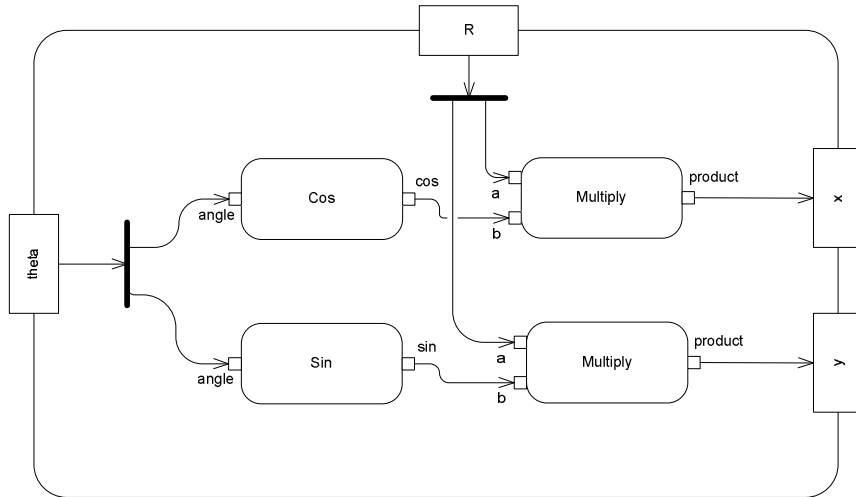 R
cos
product
Cos
a
Multiply
x
angle
b
theta
sin
product
Sin
a
Multiply
y
angle
b